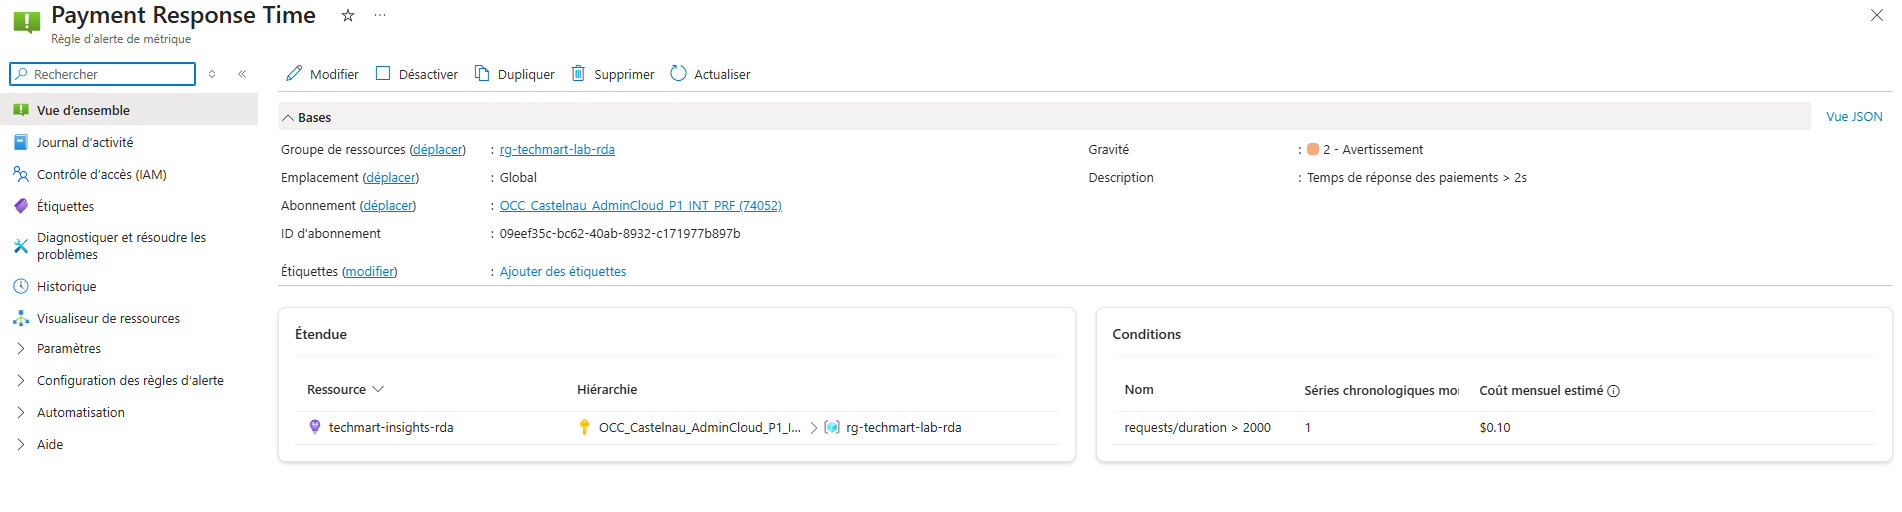 Payment Response Time
Règle d'alerte de métrique
Rechercher
Modifier Désactiver Dupliquer Supprimer Actualiser
Vue d'ensemble
Journal d'activité
Contrôle d'accès (IAM)
Étiquettes
Diagnostiquer et résoudre les
problèmes
Historique
Visualiseur de ressources
Paramètres
Configuration des règles d'alerte
Automatisation
Aide
Bases
Vue JSON
Groupe de ressources (déplacer) : rg-techmart-lab-rda
Emplacement (déplacer) : Global
Abonnement (déplacer) : OCC_Castelnau_AdminCloud_P1_INT_PRF (74052)
ID d'abonnement : 09eef35c-bc62-40ab-8932-c171977b897b
Étiquettes (modifier) : Ajouter des étiquettes
Gravité : 2 - Avertissement
Description : Temps de réponse des paiements > 2s
Étendue
Ressource Hiérarchie
techmart-insights-rda OCC_Castelnau_AdminCloud_P1_I... > rg-techmart-lab-rda
Conditions
Nom Séries chronologiques mo Coût mensuel estimé
requests/duration > 2000 1 $0.10